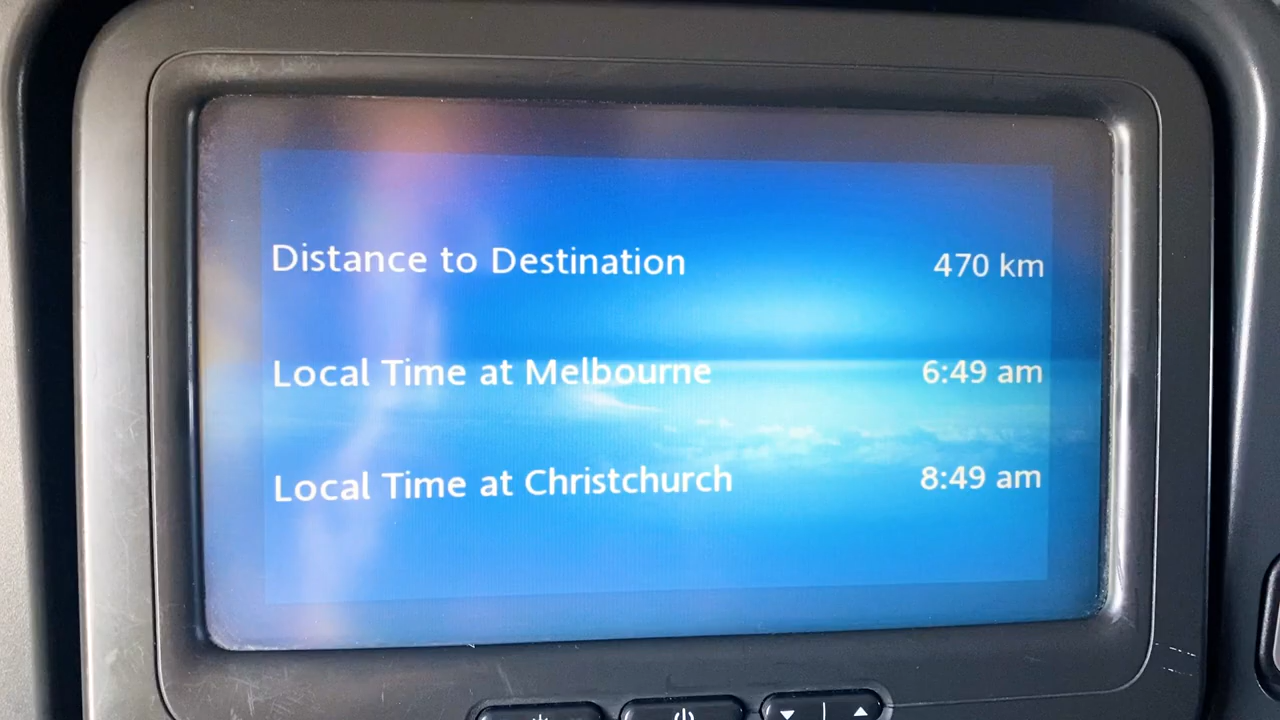 Distance to Destination 470 km
Local Time at Melbourne 6:49 am
Local Time at Christchurch 8:49 am